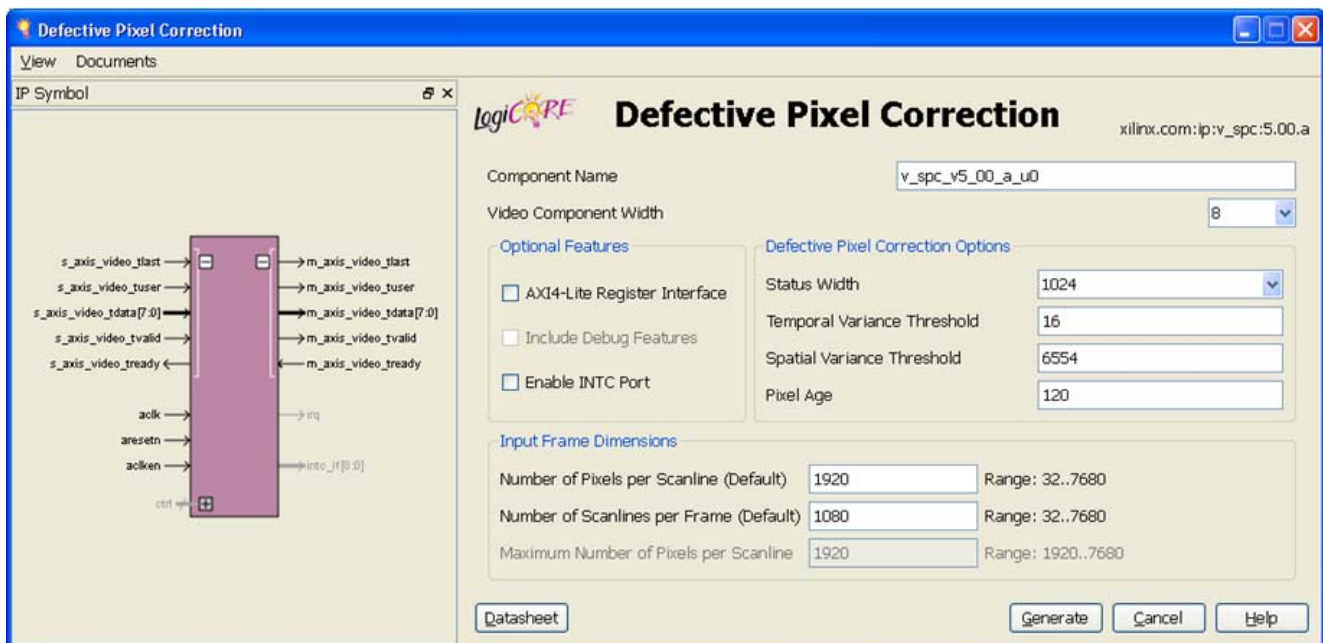 Defective Pixel Correction
View Documents
IP Symbol
s_axis_video_tlast
s_axis_video_tuser
s_axis_video_tdata[7:0]
s_axis_video_tvalid
s_axis_video_tready
aclk
aresetn
aclken
ctrl
m_axis_video_tlast
m_axis_video_tuser
m_axis_video_tdata[7:0]
m_axis_video_tvalid
m_axis_video_tready
irq
intc_if[8:0]
LogiCORE
Defective Pixel Correction
xilinx.com:ip:v_spc:5.00.a
Component Name v_spc_v5_00_a_u0
Video Component Width 8
Optional Features
AXI4-Lite Register Interface
Include Debug Features
Enable INTC Port
Defective Pixel Correction Options
Status Width 1024
Temporal Variance Threshold 16
Spatial Variance Threshold 6554
Pixel Age 120
Input Frame Dimensions
Number of Pixels per Scanline (Default) 1920 Range: 32..7680
Number of Scanlines per Frame (Default) 1080 Range: 32..7680
Maximum Number of Pixels per Scanline 1920 Range: 1920..7680
Datasheet Generate Cancel Help